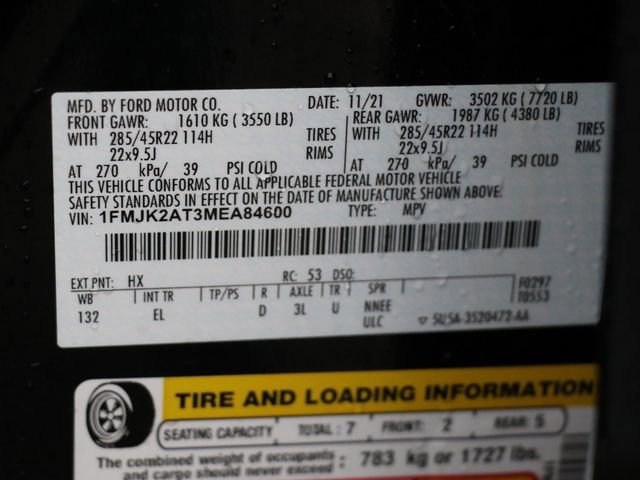 MFD. BY FORD MOTOR CO. DATE: 11/21 GVWR: 3502 KG ( 7720 LB)
FRONT GAWR: 1610 KG ( 3550 LB) REAR GAWR: 1987 KG ( 4380 LB)
WITH 285/45R22 114H TIRES WITH 285/45R22 114H TIRES
22x9.5J RIMS 22x9.5J RIMS
AT 270 kPa/ 39 PSI COLD AT 270 kPa/ 39 PSI COLD
THIS VEHICLE CONFORMS TO ALL APPLICABLE FEDERAL MOTOR VEHICLE
SAFETY STANDARDS IN EFFECT ON THE DATE OF MANUFACTURE SHOWN ABOVE.
VIN: 1FMJK2AT3MEA84600 TYPE: MPV
EXT PNT: HX RC: 53 DSO: F0297
WB INT TR TP/PS R AXLE TR SPR T0553
132 EL D 3L U NNEE
ULC 5U5A-3520472-AA
TIRE AND LOADING INFORMATION
SEATING CAPACITY TOTAL: 7 FRONT: 2 REAR: 5
The combined weight of occupants
and cargo should never exceed: 783 kg or 1727 lbs.